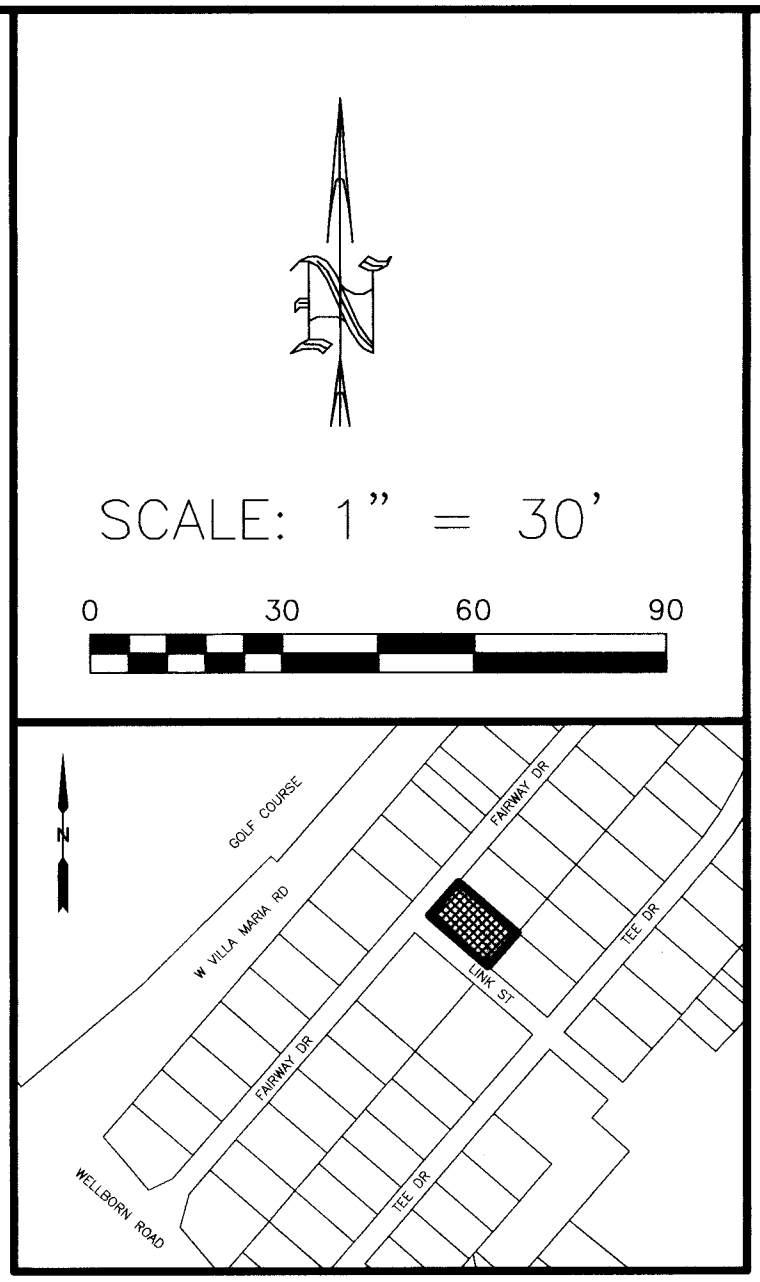 N
SCALE: 1” = 30’
0 30 60 90
N
GOLF COURSE
FAIRWAY DR
W VILLA MARIA RD
TEE DR
LINK ST
FAIRWAY DR
WELLBORN ROAD
TEE DR